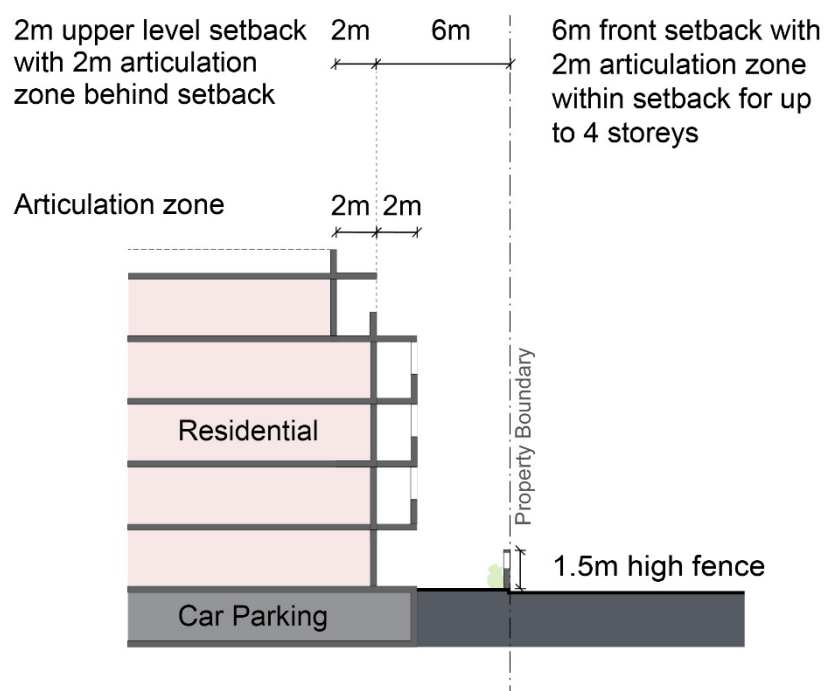 2m upper level setback
with 2m articulation
zone behind setback
2m
6m
6m front setback with
2m articulation zone
within setback for up
to 4 storeys
Articulation zone
2m
2m
Property Boundary
Residential
1.5m high fence
Car Parking